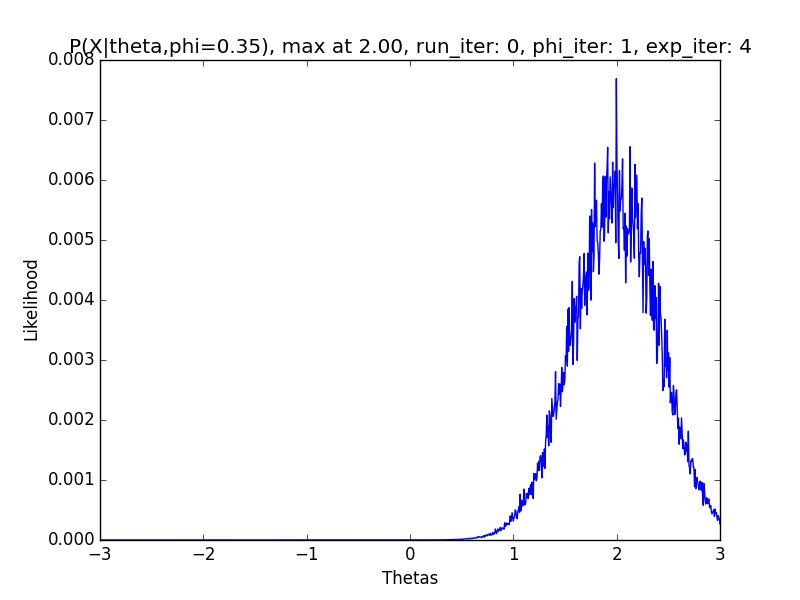 P(X|theta,phi=0.35), max at 2.00, run_iter: 0, phi_iter: 1, exp_iter: 4
0.008
0.007
0.006
0.005
0.004
0.003
0.002
0.001
0.000
Likelihood
−3 −2 −1 0 1 2 3
Thetas